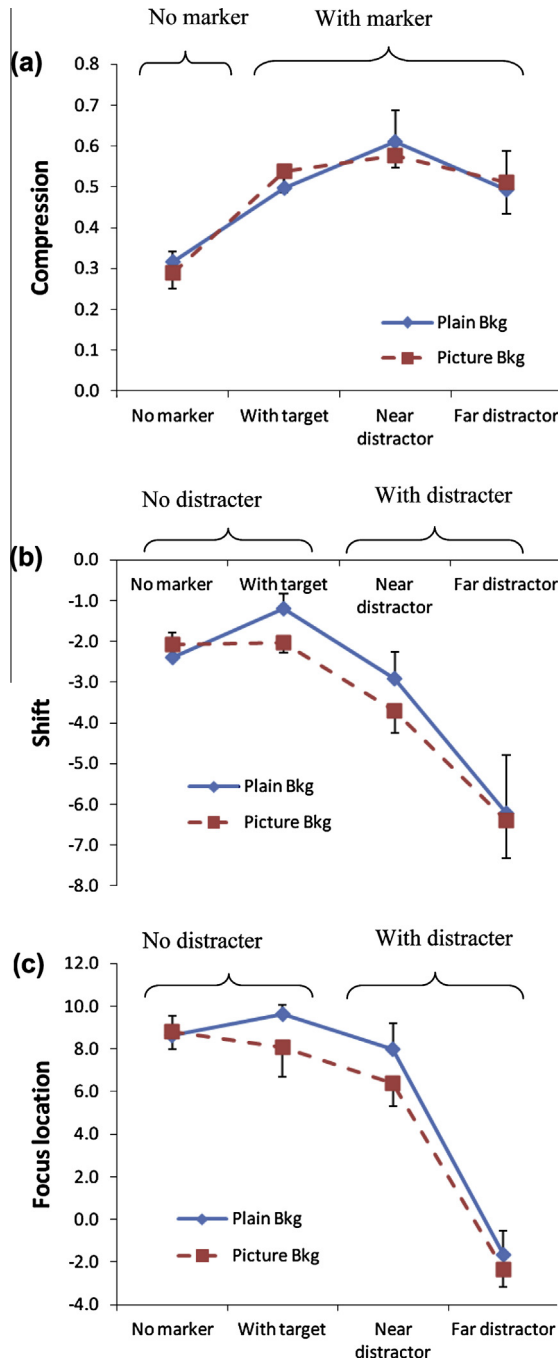 No marker
With marker
(a)
0.8
0.7
0.6
0.5
0.4
0.3
0.2
0.1
0.0
Compression
Plain Bkg
Picture Bkg
No marker
With target
Near
distractor
Far distractor
No distracter
With distracter
(b)
0.0
-1.0
-2.0
-3.0
-4.0
-5.0
-6.0
-7.0
-8.0
Shift
No marker
With target
Near
distractor
Far distractor
Plain Bkg
Picture Bkg
No distracter
With distracter
(c)
12.0
10.0
8.0
6.0
4.0
2.0
0.0
-2.0
-4.0
Focus location
Plain Bkg
Picture Bkg
No marker
With target
Near
distractor
Far distractor